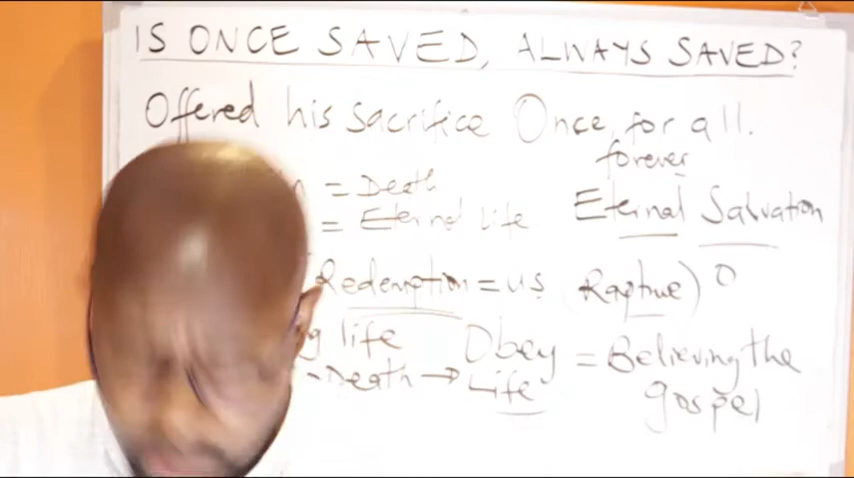 IS ONCE SAVED, ALWAYS SAVED?
Offered his sacrifice Once, for all.
forever
= Death
= Eternal life
Eternal Salvation
Redemption = us (Rapture) O
g life
Obey = Believing the
- Death → Life
gospel